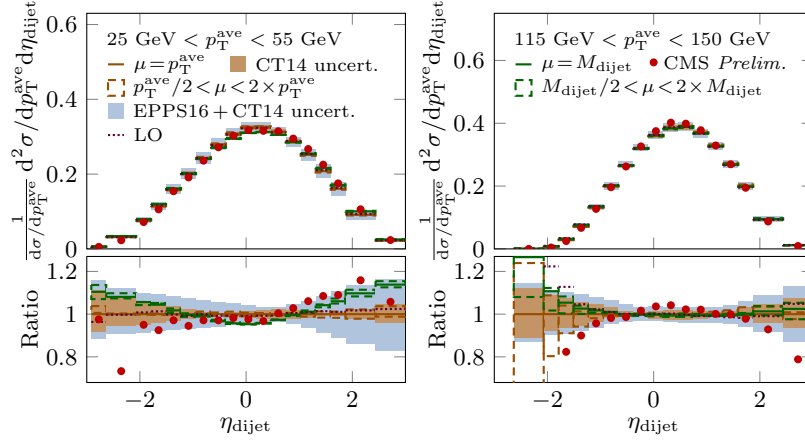 25 GeV < p_T^ave < 55 GeV
μ = p_T^ave CT14 uncert.
p_T^ave/2 < μ < 2 × p_T^ave
EPPS16 + CT14 uncert.
LO
1/(dσ/dp_T^ave) d²σ/dp_T^ave dη_dijet
0.6
0.4
0.2
0
1.2
1
0.8
Ratio
−2 0 2
η_dijet
115 GeV < p_T^ave < 150 GeV
μ = M_dijet CMS Prelim.
M_dijet/2 < μ < 2 × M_dijet
1/(dσ/dp_T^ave) d²σ/dp_T^ave dη_dijet
0.6
0.4
0.2
0
1.2
1
0.8
Ratio
−2 0 2
η_dijet